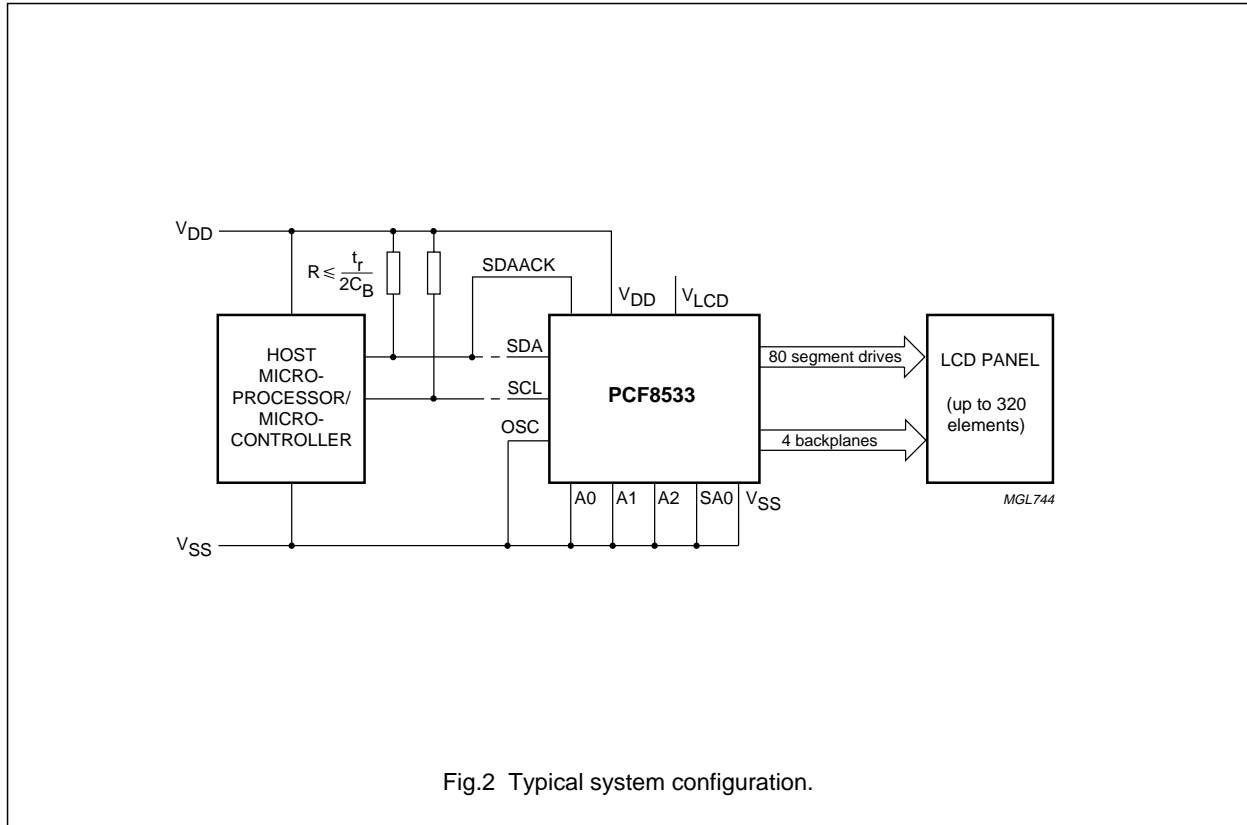 VDD
R ≤ tr
2CB
SDAACK
VDD
VLCD
HOST
MICRO-
PROCESSOR/
MICRO-
CONTROLLER
SDA
SCL
OSC
PCF8533
80 segment drives
4 backplanes
LCD PANEL
(up to 320
elements)
A0 A1 A2 SA0 VSS
MGL744
VSS
Fig.2 Typical system configuration.